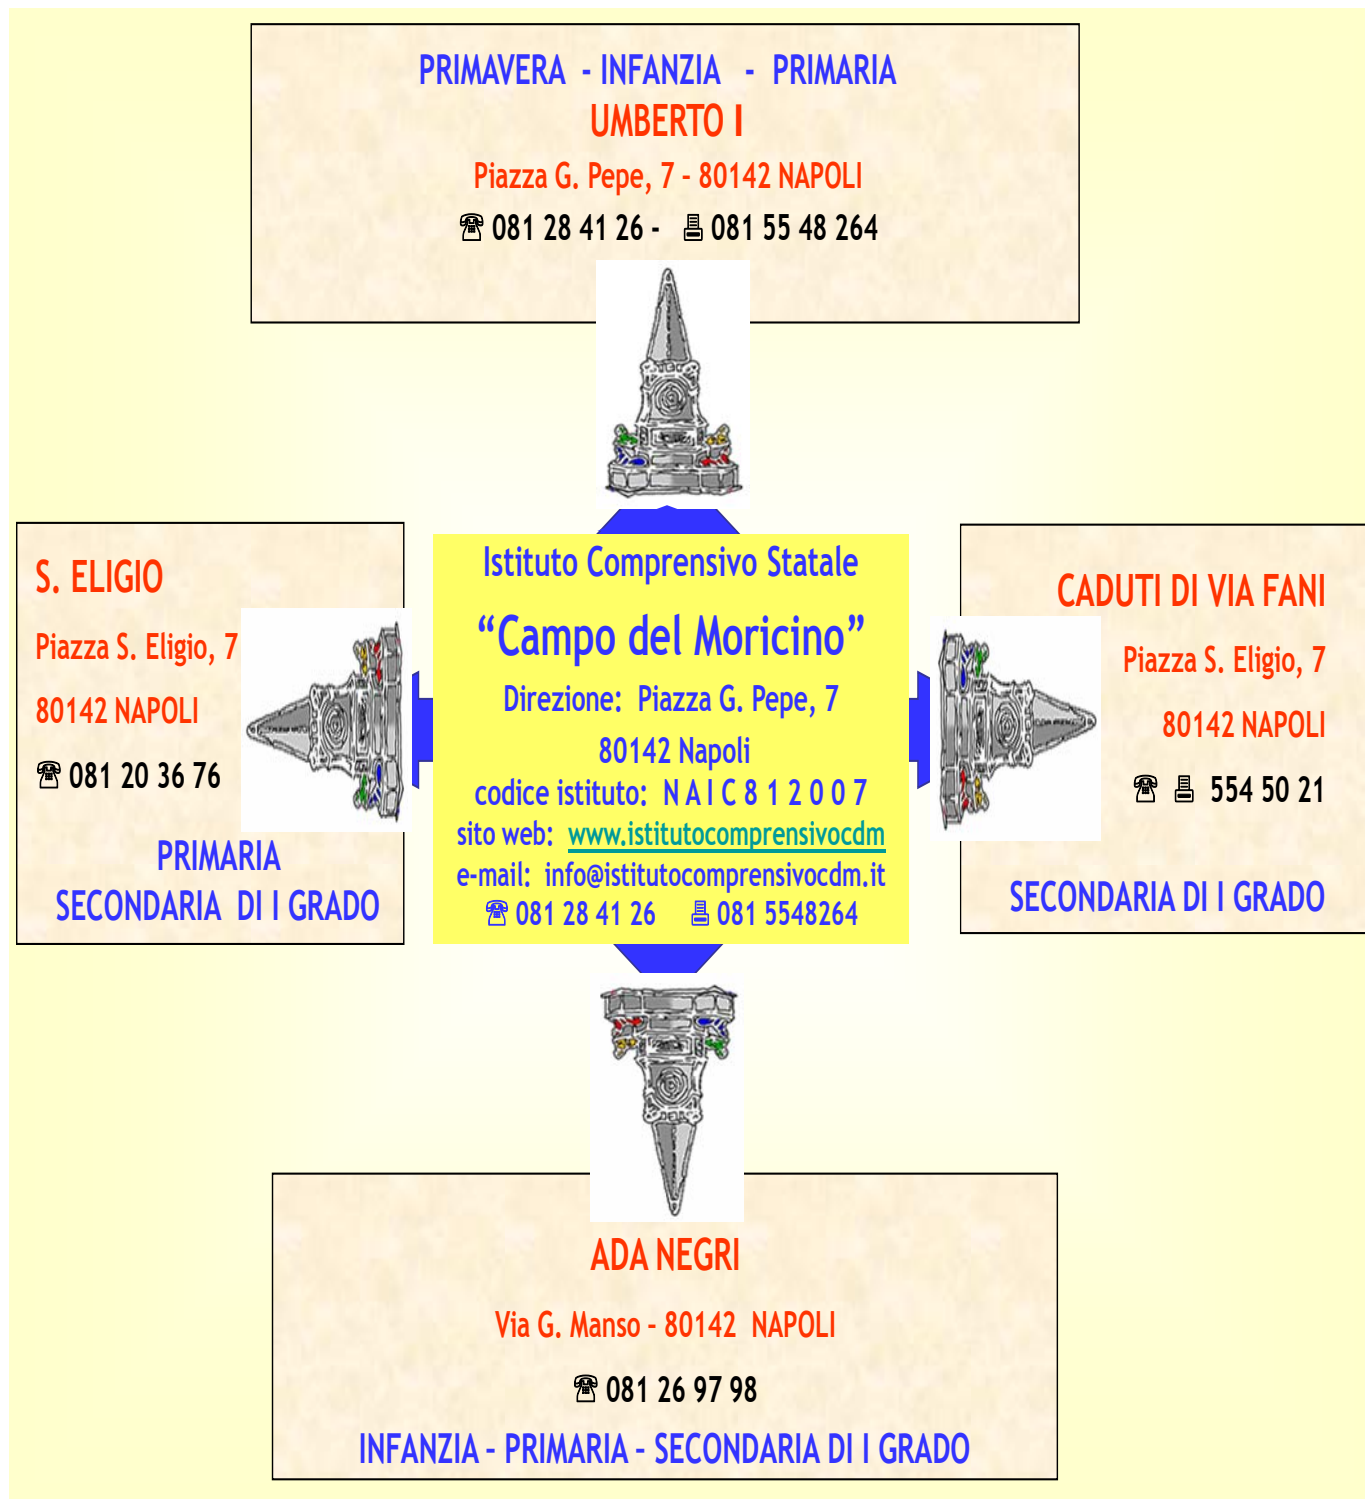 PRIMAVERA - INFANZIA - PRIMARIA
UMBERTO I
Piazza G. Pepe, 7 - 80142 NAPOLI
☎ 081 28 41 26 - 🖷 081 55 48 264
S. ELIGIO
Piazza S. Eligio, 7
80142 NAPOLI
☎ 081 20 36 76
PRIMARIA
SECONDARIA DI I GRADO
Istituto Comprensivo Statale
“Campo del Moricino”
Direzione: Piazza G. Pepe, 7
80142 Napoli
codice istituto: N A I C 8 1 2 0 0 7
sito web: www.istitutocomprensivocdm
e-mail: info@istitutocomprensivocdm.it
☎ 081 28 41 26 🖷 081 5548264
CADUTI DI VIA FANI
Piazza S. Eligio, 7
80142 NAPOLI
☎ 🖷 554 50 21
SECONDARIA DI I GRADO
ADA NEGRI
Via G. Manso – 80142 NAPOLI
☎ 081 26 97 98
INFANZIA – PRIMARIA – SECONDARIA DI I GRADO